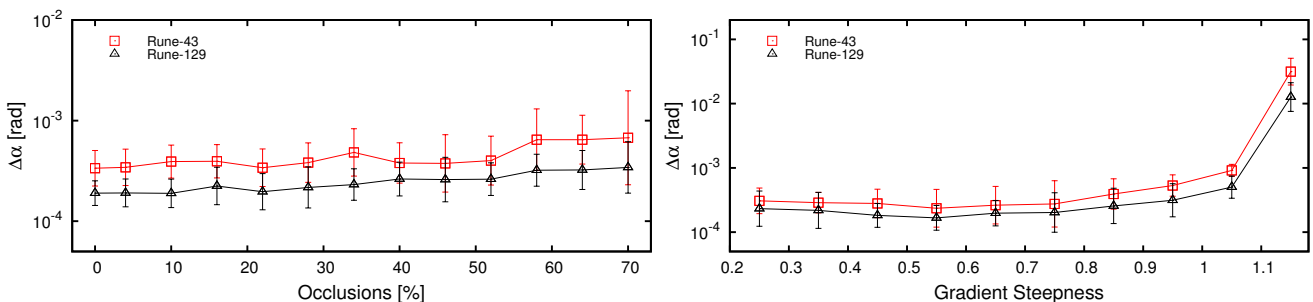 10⁻²
10⁻³
10⁻⁴
Δα [rad]
Rune-43
Rune-129
0 10 20 30 40 50 60 70
Occlusions [%]
10⁻¹
10⁻²
10⁻³
10⁻⁴
Δα [rad]
Rune-43
Rune-129
0.2 0.3 0.4 0.5 0.6 0.7 0.8 0.9 1 1.1
Gradient Steepness